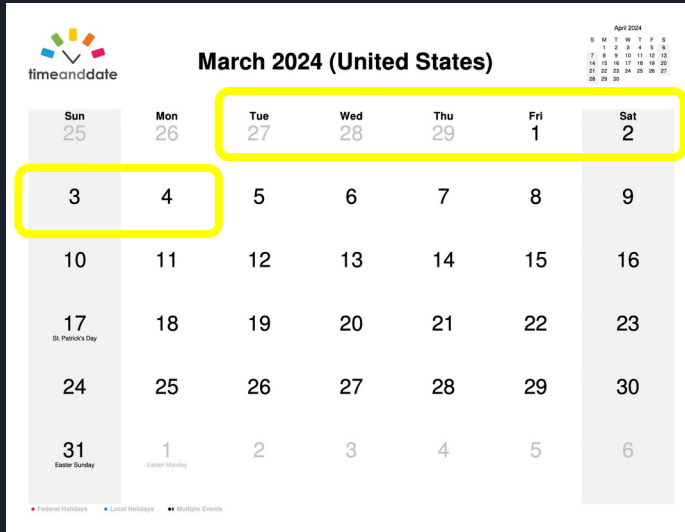 timeanddate
March 2024 (United States)
April 2024
S M T W T F S
1 2 3 4 5 6
7 8 9 10 11 12 13
14 15 16 17 18 19 20
21 22 23 24 25 26 27
28 29 30
Sun Mon Tue Wed Thu Fri Sat
25 26 27 28 29 1 2
3 4 5 6 7 8 9
10 11 12 13 14 15 16
17 18 19 20 21 22 23
St. Patrick's Day
24 25 26 27 28 29 30
31 1 2 3 4 5 6
Easter Sunday Easter Monday
Federal Holidays Local Holidays Multiple Events